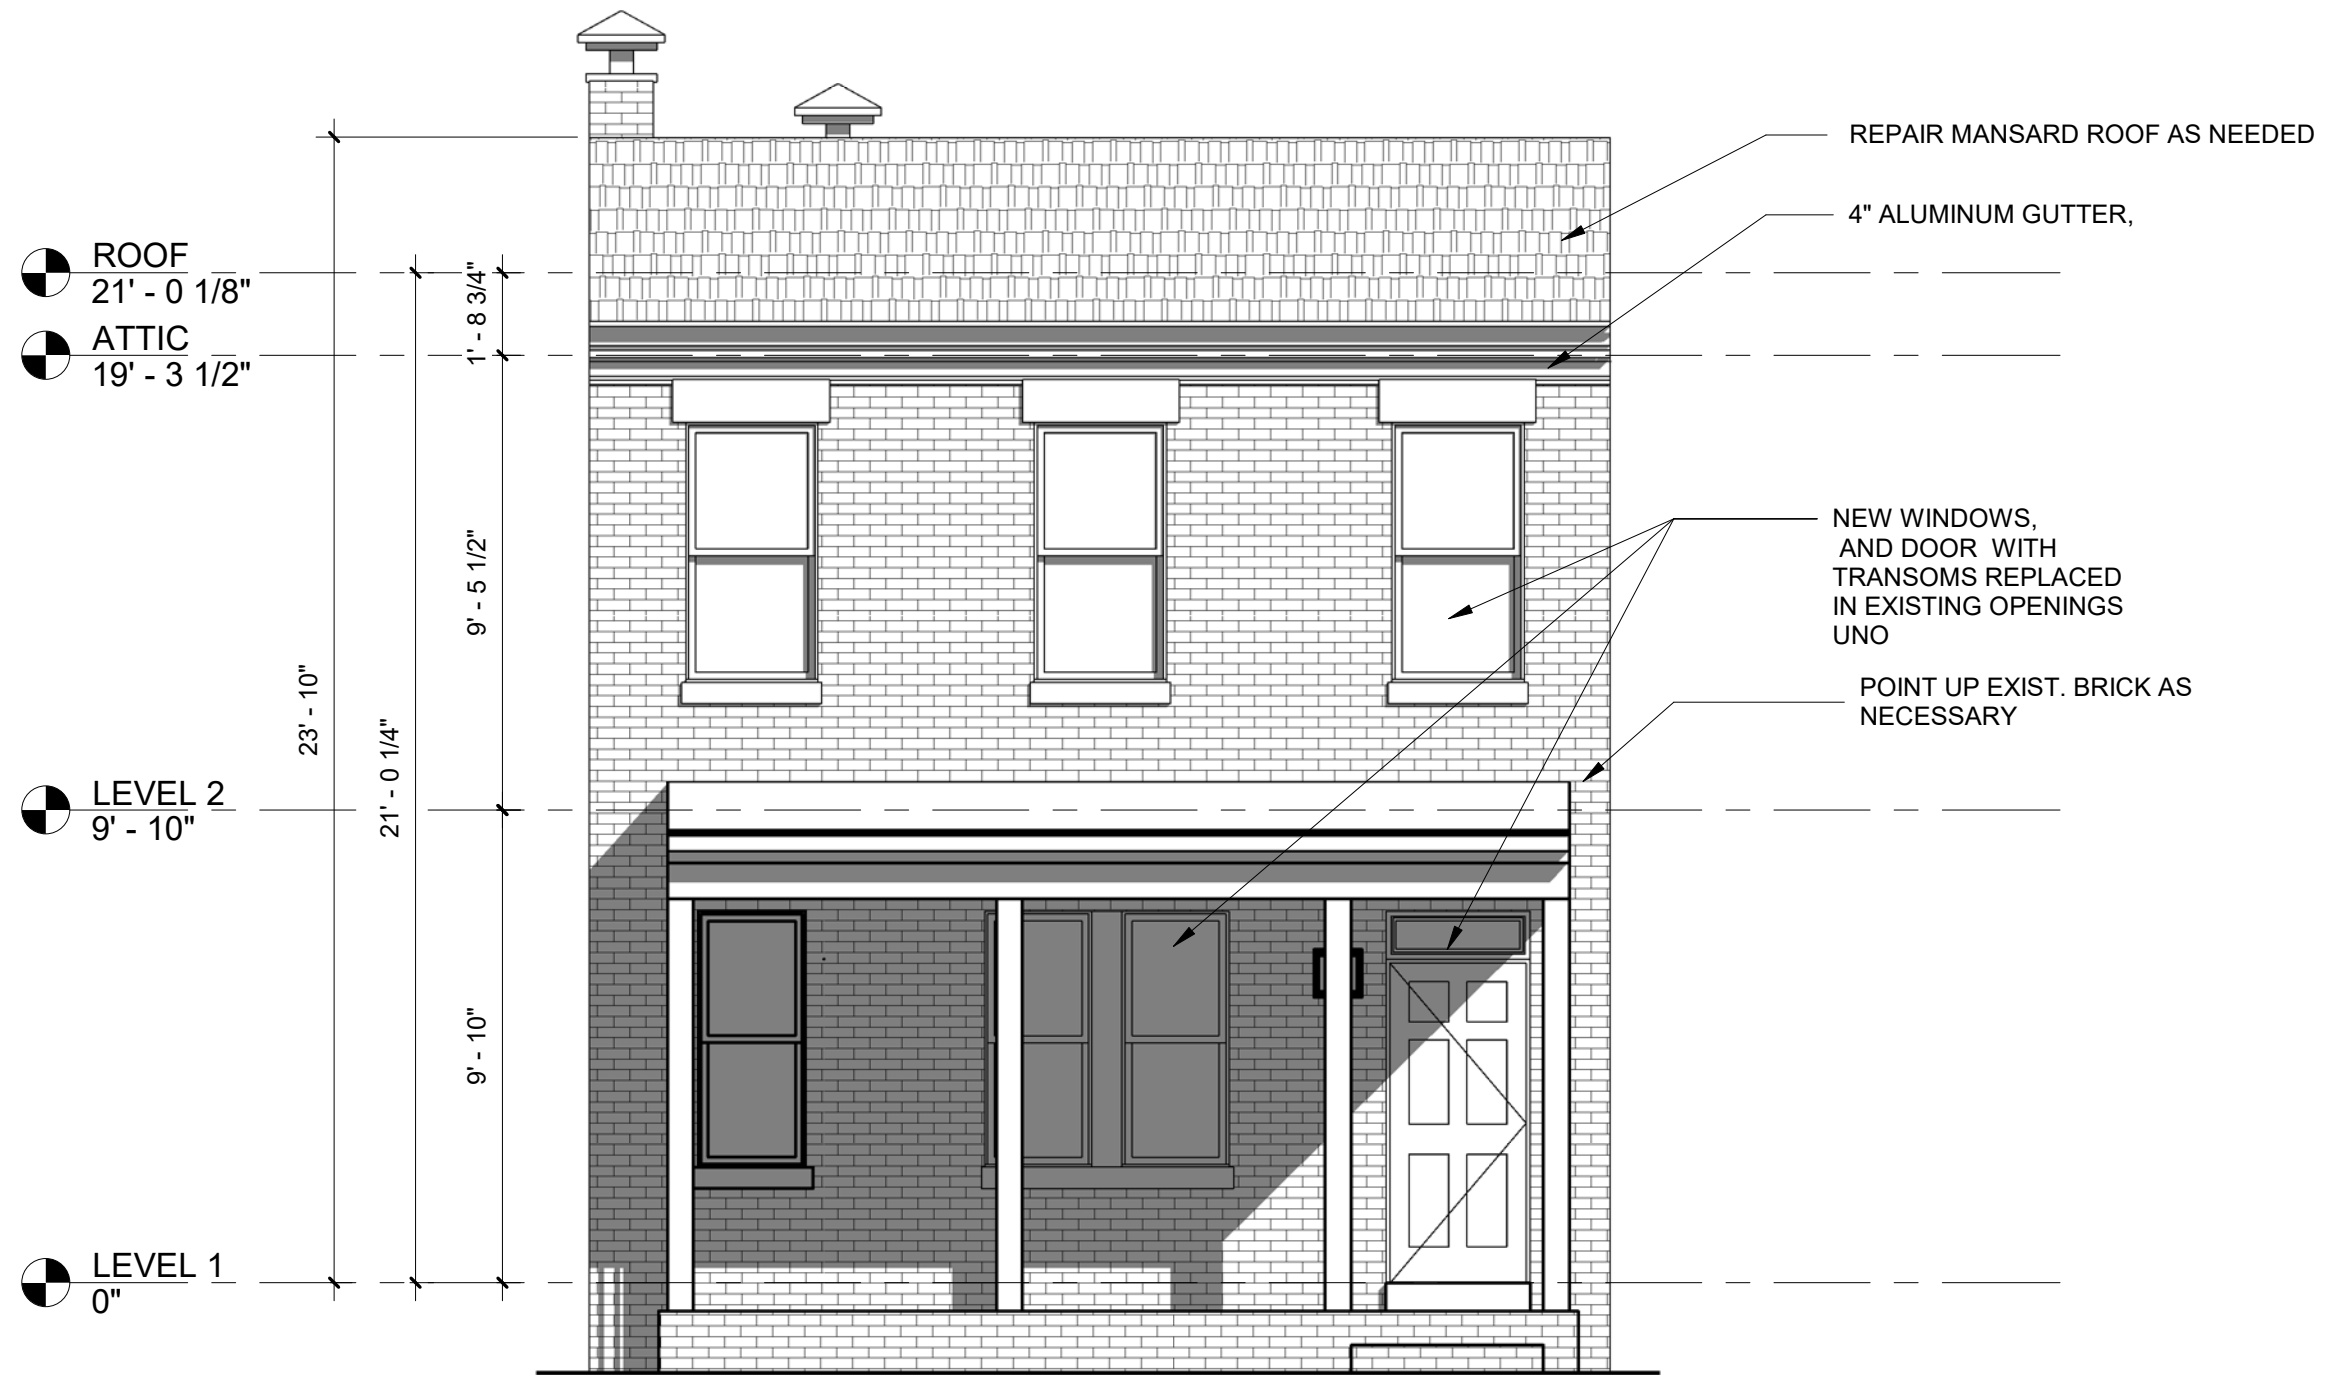 REPAIR MANSARD ROOF AS NEEDED
4" ALUMINUM GUTTER,
ROOF
21' - 0 1/8"
1' - 8 3/4"
ATTIC
19' - 3 1/2"
NEW WINDOWS,
AND DOOR WITH
TRANSOMS REPLACED
IN EXISTING OPENINGS
UNO
9' - 5 1/2"
POINT UP EXIST. BRICK AS
NECESSARY
23' - 10"
21' - 0 1/4"
LEVEL 2
9' - 10"
9' - 10"
LEVEL 1
0"